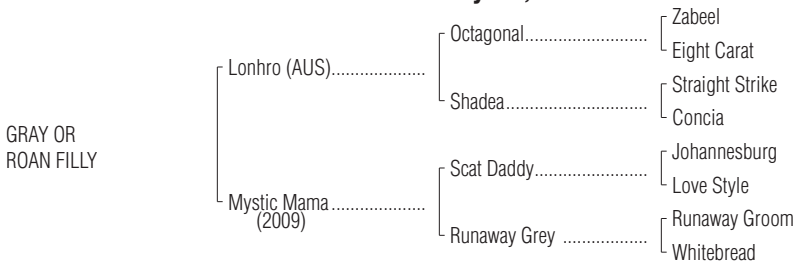 Zabeel
Octagonal
Eight Carat
Lonhro (AUS)
Straight Strike
Shadea
Concia
GRAY OR
ROAN FILLY
Johannesburg
Scat Daddy
Love Style
Mystic Mama
(2009)
Runaway Groom
Runaway Grey
Whitebread